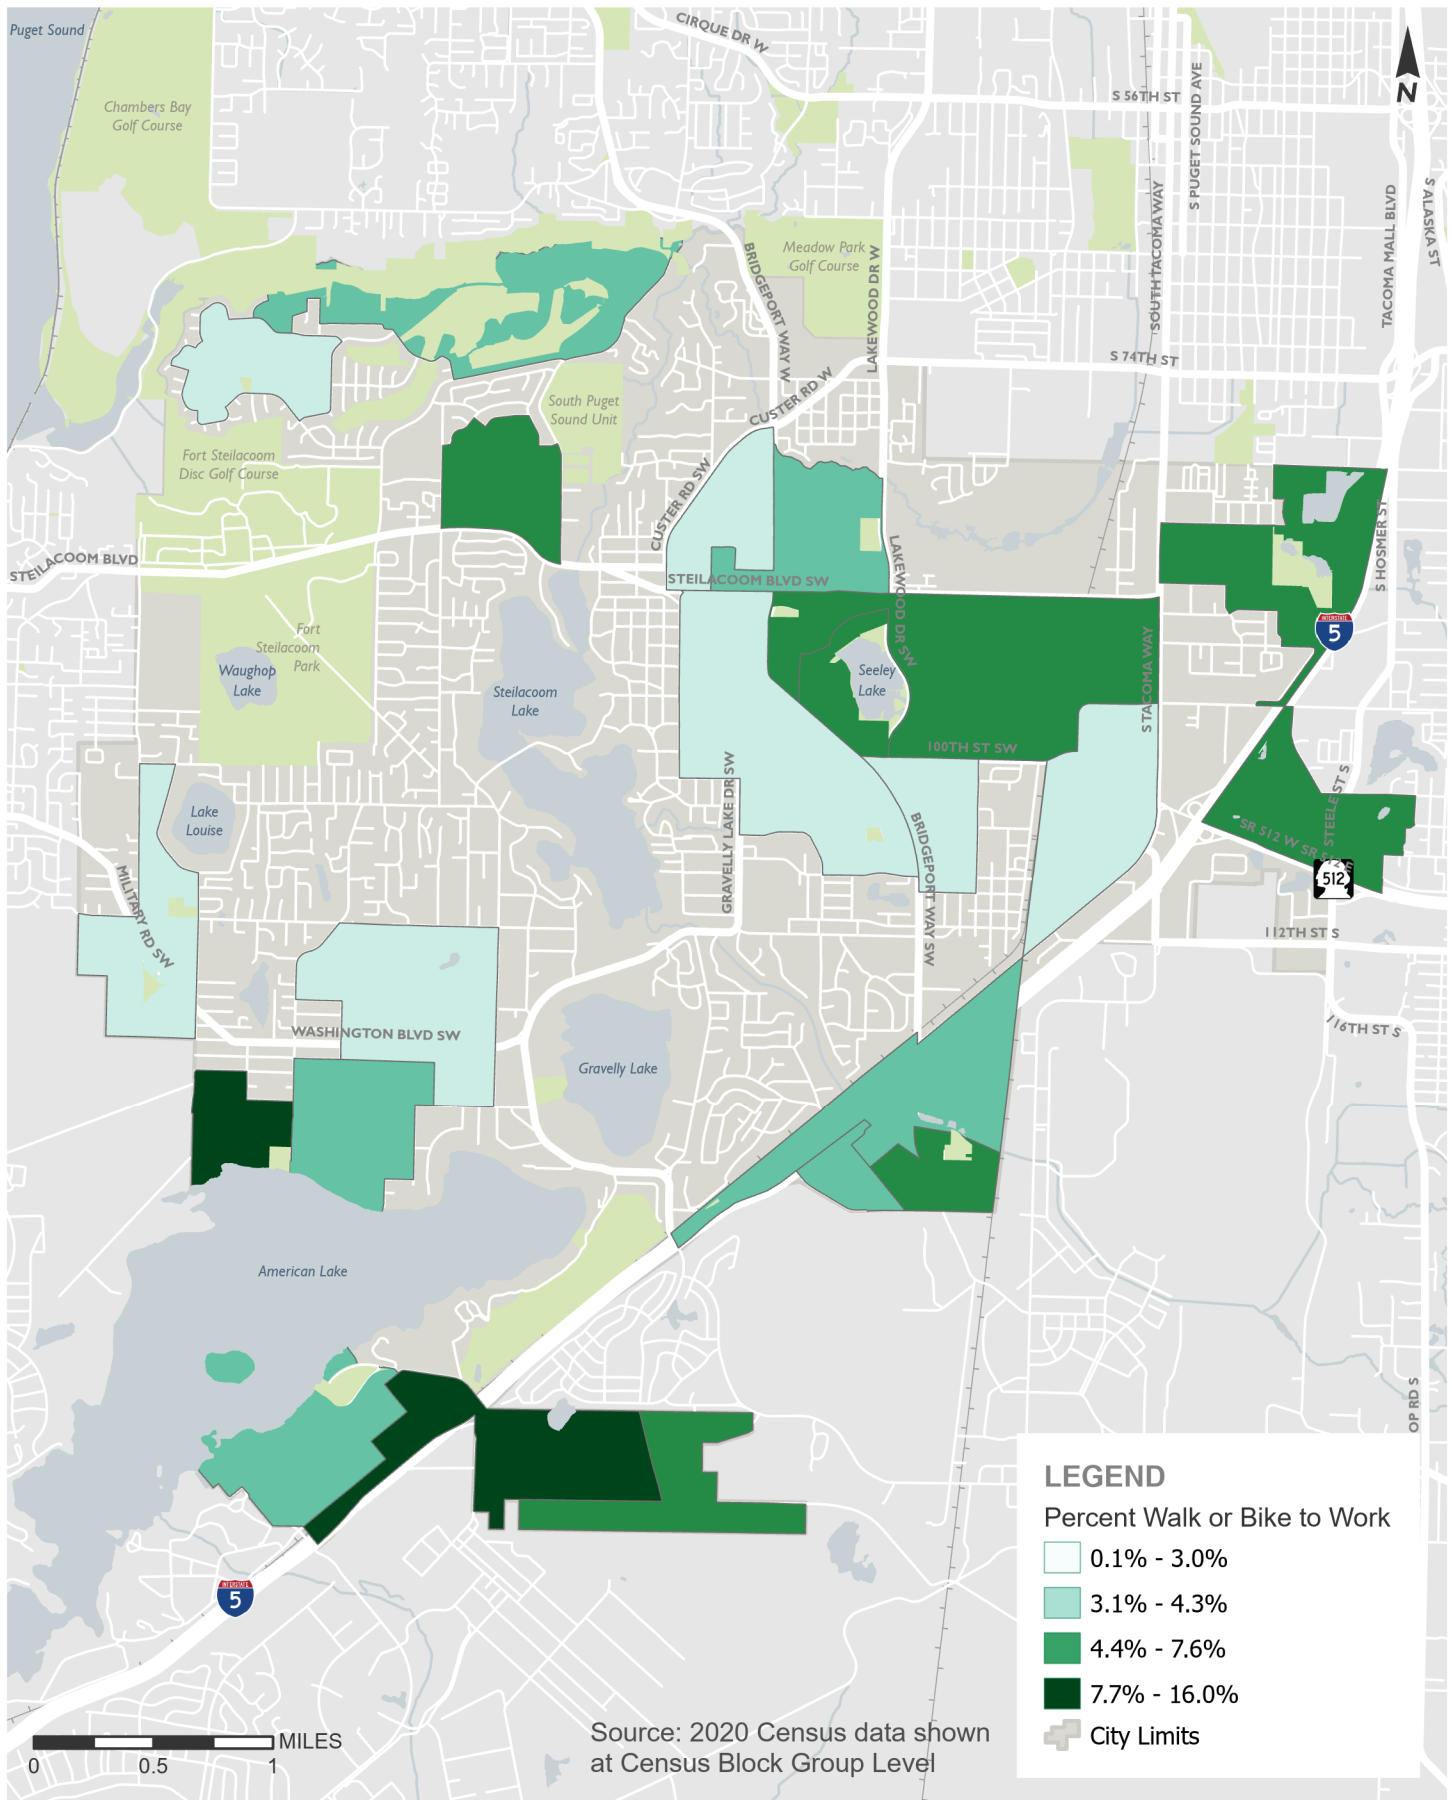 Puget Sound
CIRQUE DR W
N
Chambers Bay
Golf Course
S 56TH ST
S PUGET SOUND AVE
SOUTH TACOMA WAY
TACOMA MALL BLVD
S ALASKA ST
Meadow Park
Golf Course
BRIDGEPORT WAY W
LAKEWOOD DR W
S 74TH ST
CUSTER RD W
South Puget
Sound Unit
Fort Steilacoom
Disc Golf Course
CUSTER RD SW
STEILACOOM BLVD
STEILACOOM BLVD SW
LAKEWOOD DR SW
S HOSMER ST
INTERSTATE
5
Fort
Steilacoom
Park
Waughop
Lake
Steilacoom
Lake
Seeley
Lake
S TACOMA WAY
100TH ST SW
GRAVELLY LAKE DR SW
BRIDGEPORT WAY SW
Lake
Louise
STEELE ST S
SR 512 W
512
MILITARY RD SW
112TH ST S
116TH ST S
WASHINGTON BLVD SW
Gravelly Lake
American Lake
OP RD S
INTERSTATE
5
LEGEND
Percent Walk or Bike to Work
0.1% - 3.0%
3.1% - 4.3%
4.4% - 7.6%
7.7% - 16.0%
City Limits
MILES
0 0.5 1
Source: 2020 Census data shown
at Census Block Group Level